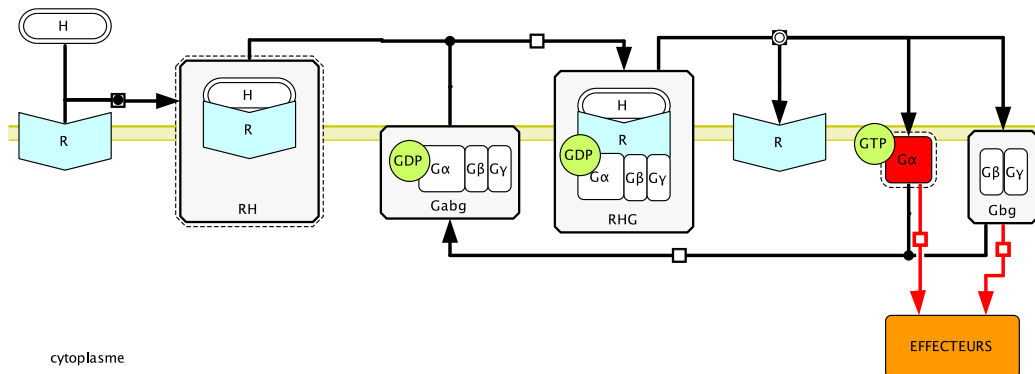 H
R
H
R
RH
GDP
Gα
Gβ
Gγ
Gabg
H
R
GDP
Gα
Gβ
Gγ
RHG
R
GTP
Gα
Gβ
Gγ
Gbg
EFFECTEURS
cytoplasme